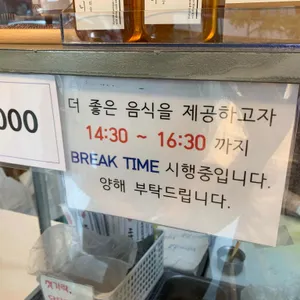 000
더 좋은 음식을 제공하고자
14:30 ~ 16:30 까지
BREAK TIME 시행중입니다.
양해 부탁드립니다.